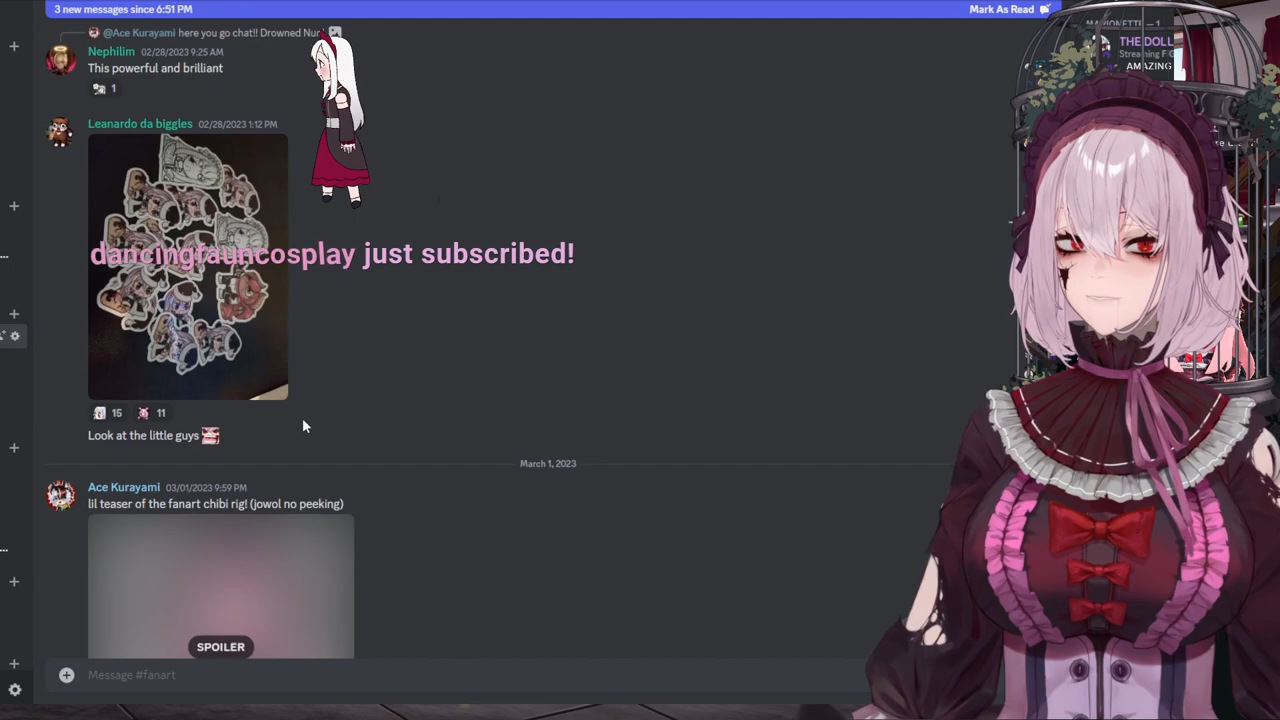 3 new messages since 6:51 PM
Mark As Read
@Ace Kurayami here you go chat!! Drowned Nur
Nephilim 02/28/2023 9:25 AM
This powerful and brilliant
1
Leanardo da biggles 02/28/2023 1:12 PM
dancingfauncosplay just subscribed!
15 11
Look at the little guys
March 1, 2023
Ace Kurayami 03/01/2023 9:59 PM
lil teaser of the fanart chibi rig! (jowol no peeking)
SPOILER
Message #fanart
THE DOLL
AMAZING